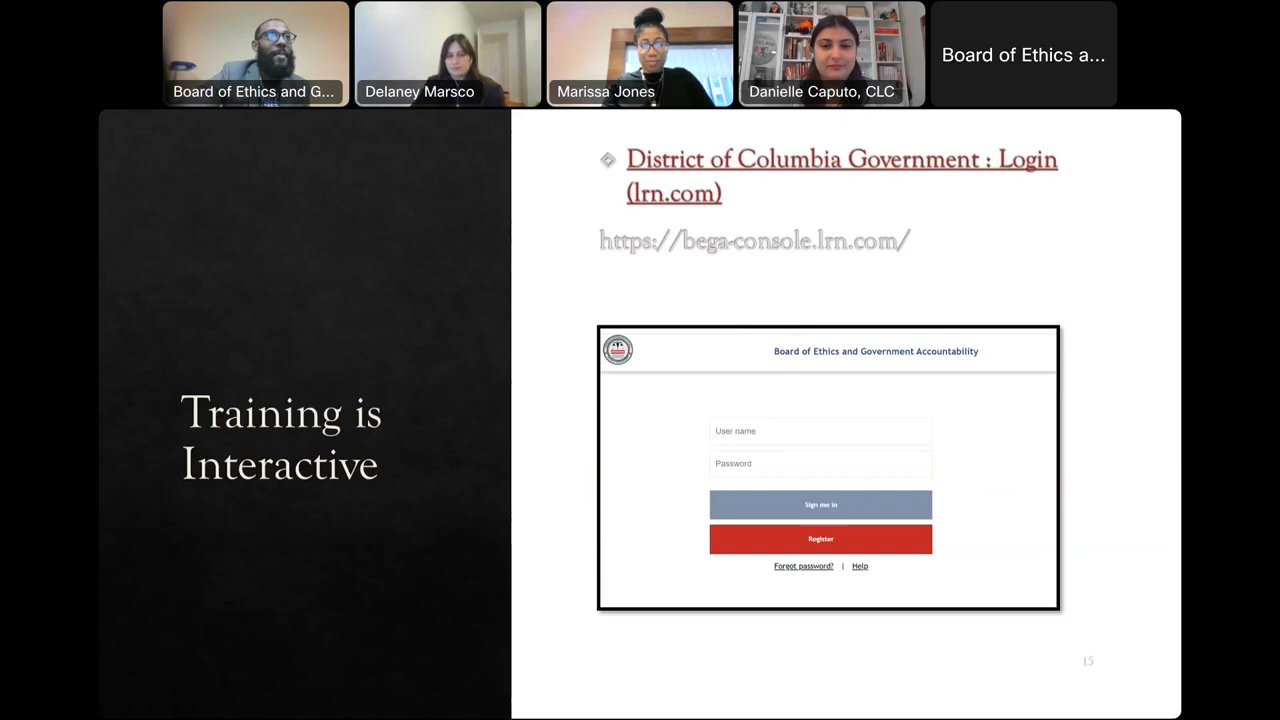 Board of Ethics and G...
Delaney Marsco
Marissa Jones
Danielle Caputo, CLC
Board of Ethics a...
Training is
Interactive
District of Columbia Government : Login
(lrn.com)
https://bega-console.lrn.com/
Board of Ethics and Government Accountability
User name
Password
Sign me in
Register
Forgot password? | Help
15